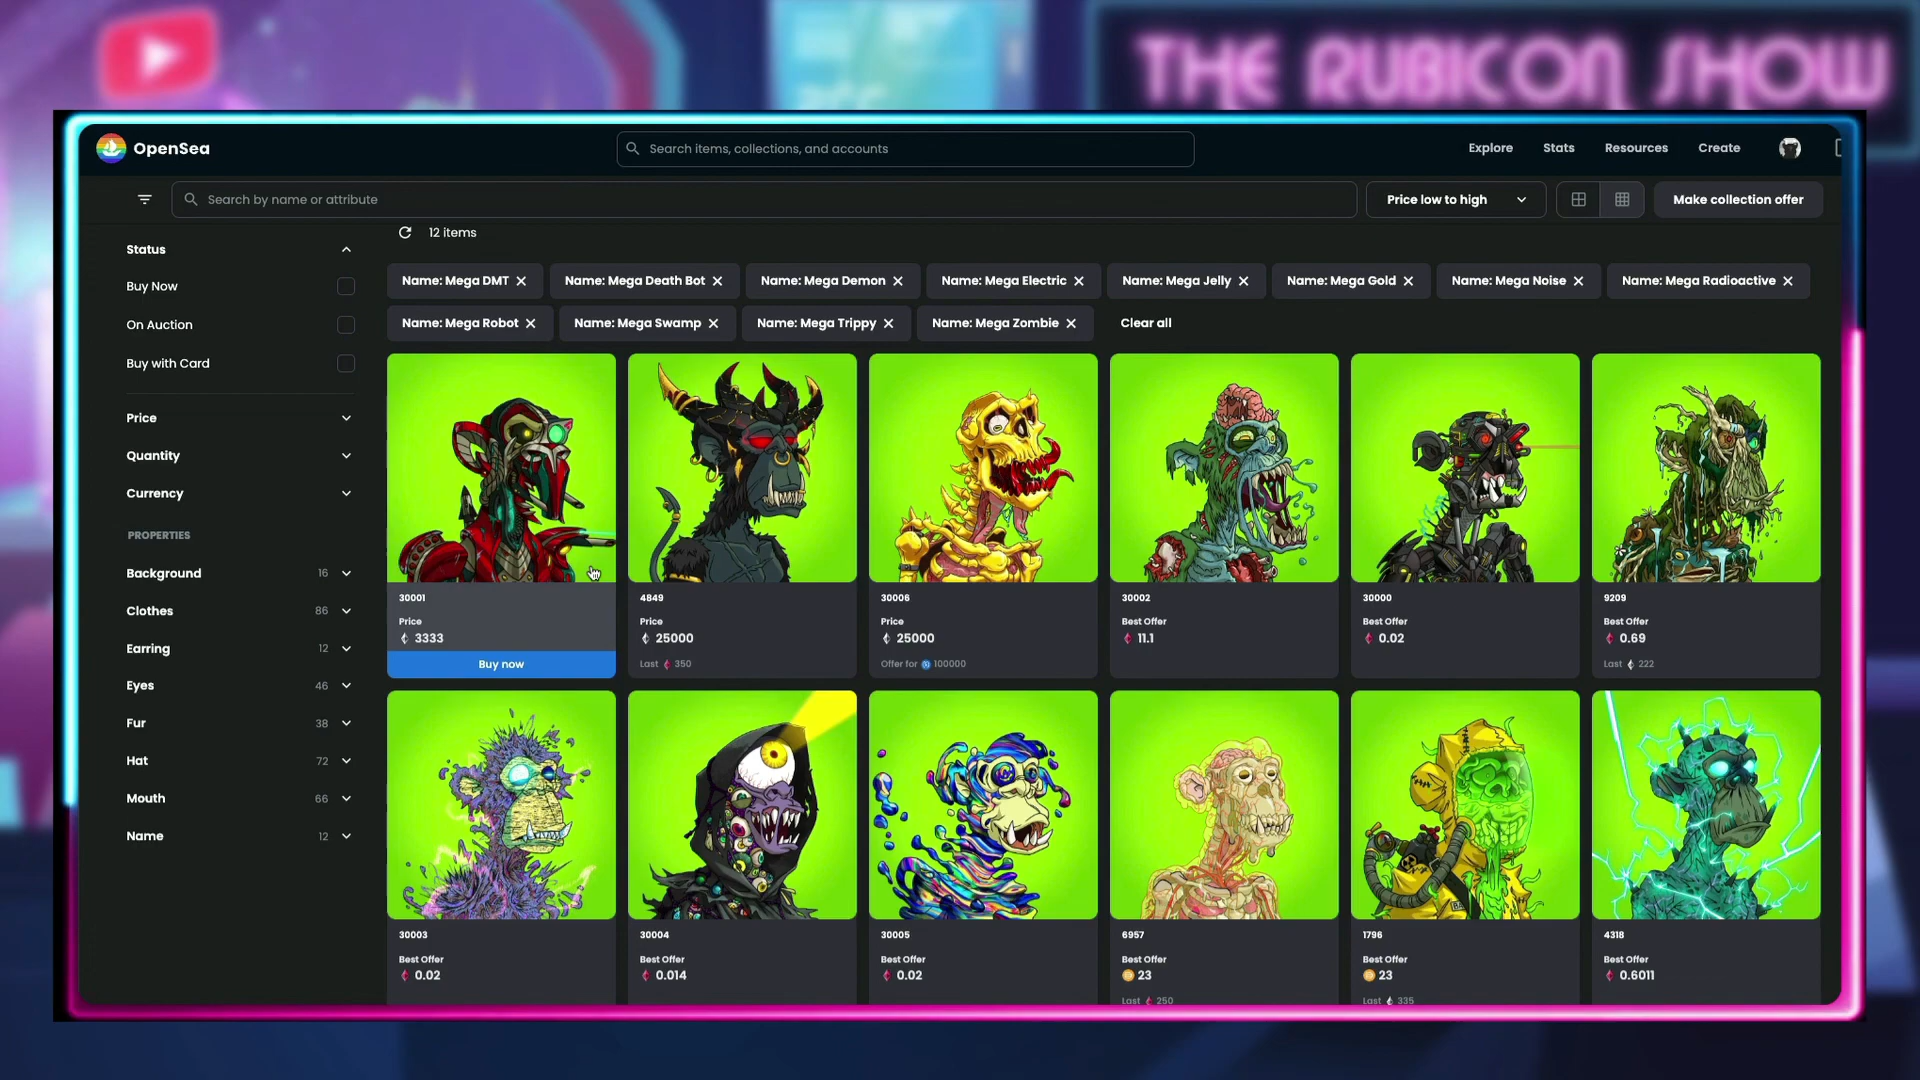 THE RUBICON SHOW
OpenSea
Search items, collections, and accounts
Explore
Stats
Resources
Create
Search by name or attribute
Price low to high
Make collection offer
12 items
Status
Buy Now
On Auction
Buy with Card
Price
Quantity
Currency
PROPERTIES
Background 16
Clothes 86
Earring 12
Eyes 46
Fur 38
Hat 72
Mouth 66
Name 12
Name: Mega DMT
Name: Mega Death Bot
Name: Mega Demon
Name: Mega Electric
Name: Mega Jelly
Name: Mega Gold
Name: Mega Noise
Name: Mega Radioactive
Name: Mega Robot
Name: Mega Swamp
Name: Mega Trippy
Name: Mega Zombie
Clear all
30001
Price
3333
Buy now
4849
Price
25000
Last 350
30006
Price
25000
Offer for 100000
30002
Best Offer
11.1
30000
Best Offer
0.02
9209
Best Offer
0.69
Last 222
30003
Best Offer
0.02
30004
Best Offer
0.014
30005
Best Offer
0.02
6957
Best Offer
23
Last 250
1796
Best Offer
23
Last 335
4318
Best Offer
0.6011